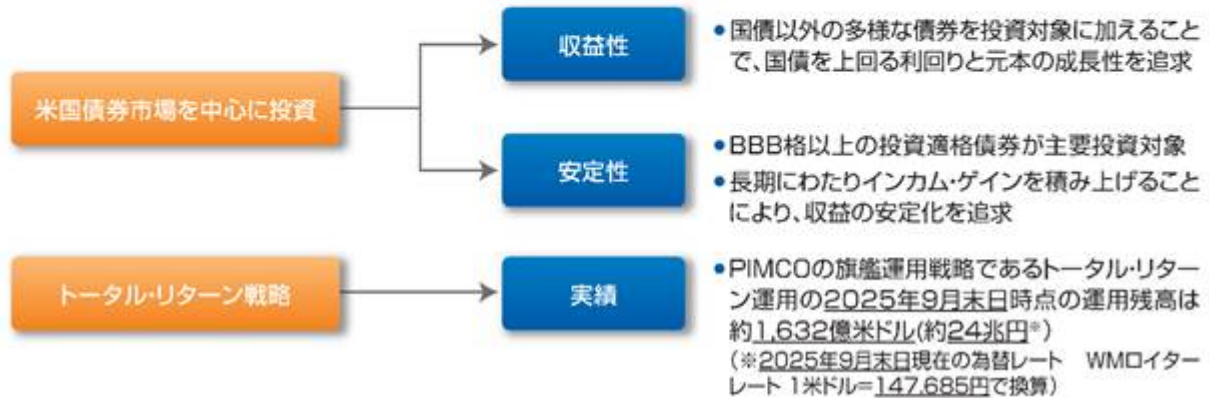 米国債券市場を中心に投資
収益性
•国債以外の多様な債券を投資対象に加えること
で、国債を上回る利回りと元本の成長性を追求
安定性
•BBB格以上の投資適格債券が主要投資対象
•長期にわたりインカム・ゲインを積み上げること
により、収益の安定化を追求
トータル・リターン戦略
実績
•PIMCOの旗艦運用戦略であるトータル・リター
ン運用の2025年9月末日時点の運用残高は
約1,632億米ドル(約24兆円※)
(※2025年9月末日現在の為替レート　WMロイター
レート 1米ドル=147.685円で換算)